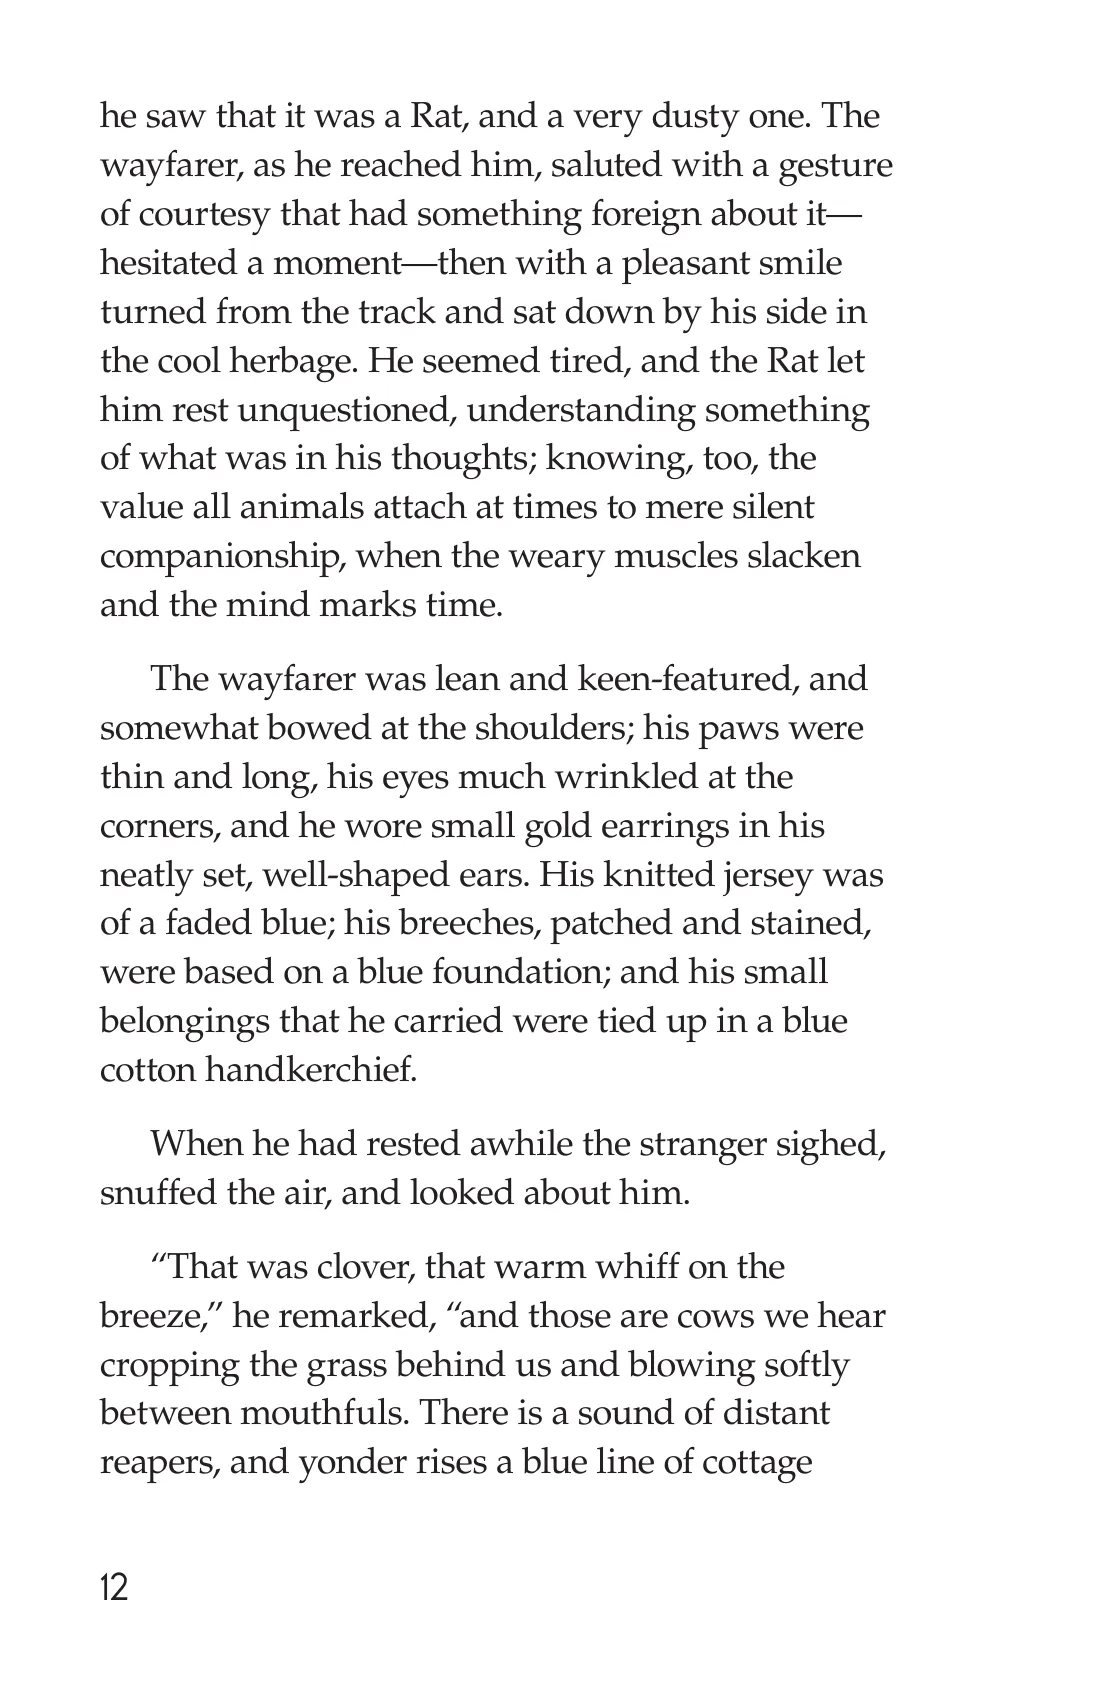 he saw that it was a Rat, and a very dusty one. The
wayfarer, as he reached him, saluted with a gesture
of courtesy that had something foreign about it—
hesitated a moment—then with a pleasant smile
turned from the track and sat down by his side in
the cool herbage. He seemed tired, and the Rat let
him rest unquestioned, understanding something
of what was in his thoughts; knowing, too, the
value all animals attach at times to mere silent
companionship, when the weary muscles slacken
and the mind marks time.
The wayfarer was lean and keen-featured, and
somewhat bowed at the shoulders; his paws were
thin and long, his eyes much wrinkled at the
corners, and he wore small gold earrings in his
neatly set, well-shaped ears. His knitted jersey was
of a faded blue; his breeches, patched and stained,
were based on a blue foundation; and his small
belongings that he carried were tied up in a blue
cotton handkerchief.
When he had rested awhile the stranger sighed,
snuffed the air, and looked about him.
“That was clover, that warm whiff on the
breeze,” he remarked, “and those are cows we hear
cropping the grass behind us and blowing softly
between mouthfuls. There is a sound of distant
reapers, and yonder rises a blue line of cottage
12